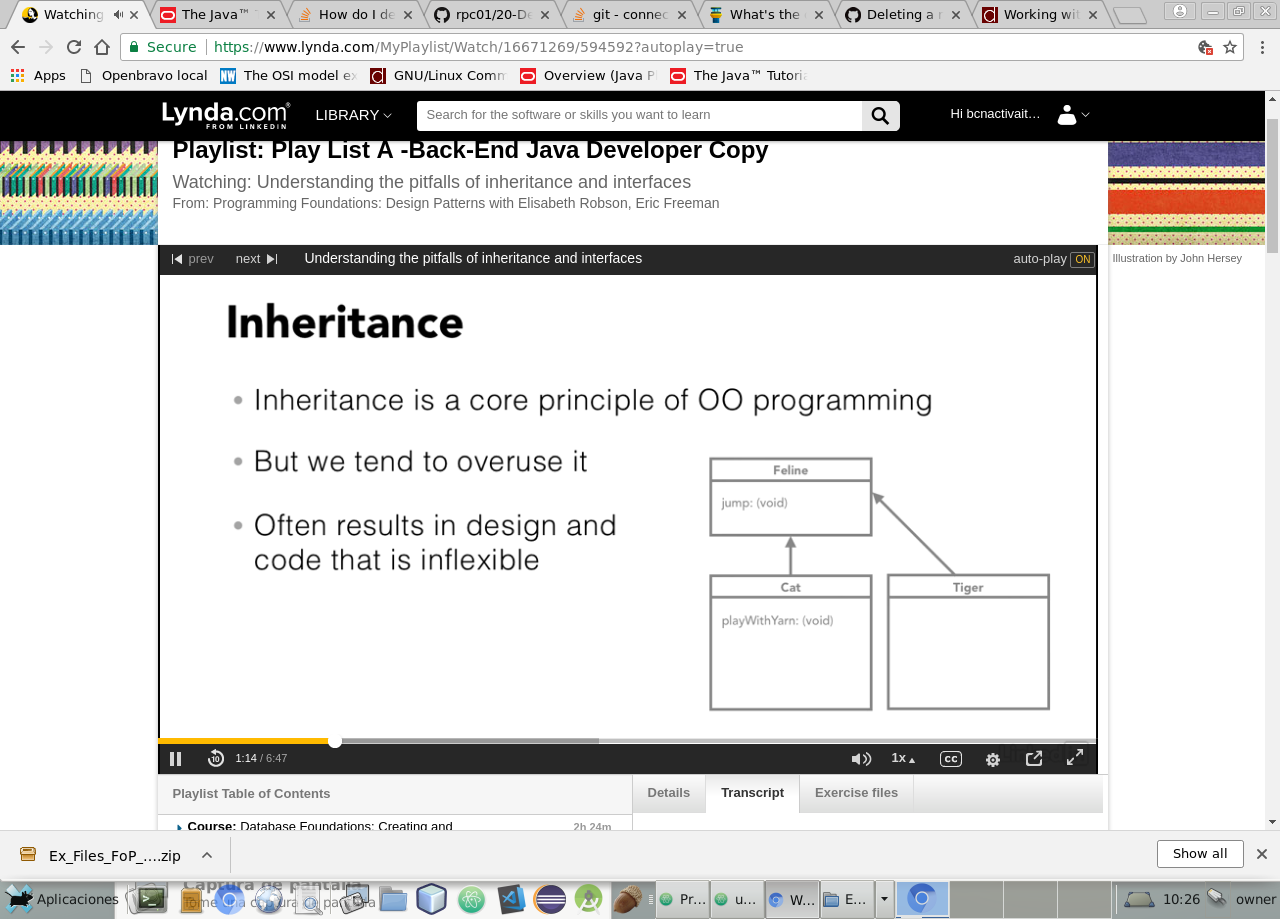 Watching
The Java™ T
How do I de
rpc01/20-De
git - connec
What's the
Deleting a r
Working wit
Secure
https://www.lynda.com/MyPlaylist/Watch/16671269/594592?autoplay=true
Apps
Openbravo local
NW
The OSI model ex
GNU/Linux Comm
Overview (Java P
The Java™ Tutoria
Lynda.com®
FROM LINKEDIN
LIBRARY
Search for the software or skills you want to learn
Hi bcnactivait…
Playlist: Play List A -Back-End Java Developer Copy
Watching: Understanding the pitfalls of inheritance and interfaces
From: Programming Foundations: Design Patterns with Elisabeth Robson, Eric Freeman
prev
next
Understanding the pitfalls of inheritance and interfaces
auto-play ON
Illustration by John Hersey
Inheritance
• Inheritance is a core principle of OO programming
• But we tend to overuse it
• Often results in design and
code that is inflexible
Feline
jump: (void)
Cat
playWithYarn: (void)
Tiger
10
1:14 / 6:47
1x
cc
Playlist Table of Contents
Details
Transcript
Exercise files
Course: Database Foundations: Creating and
2h 24m
Ex_Files_FoP_....zip
Show all
Captura de pantalla
Tome una captura de pantalla
Aplicaciones
Pr...
u...
W...
E...
10:26
owner